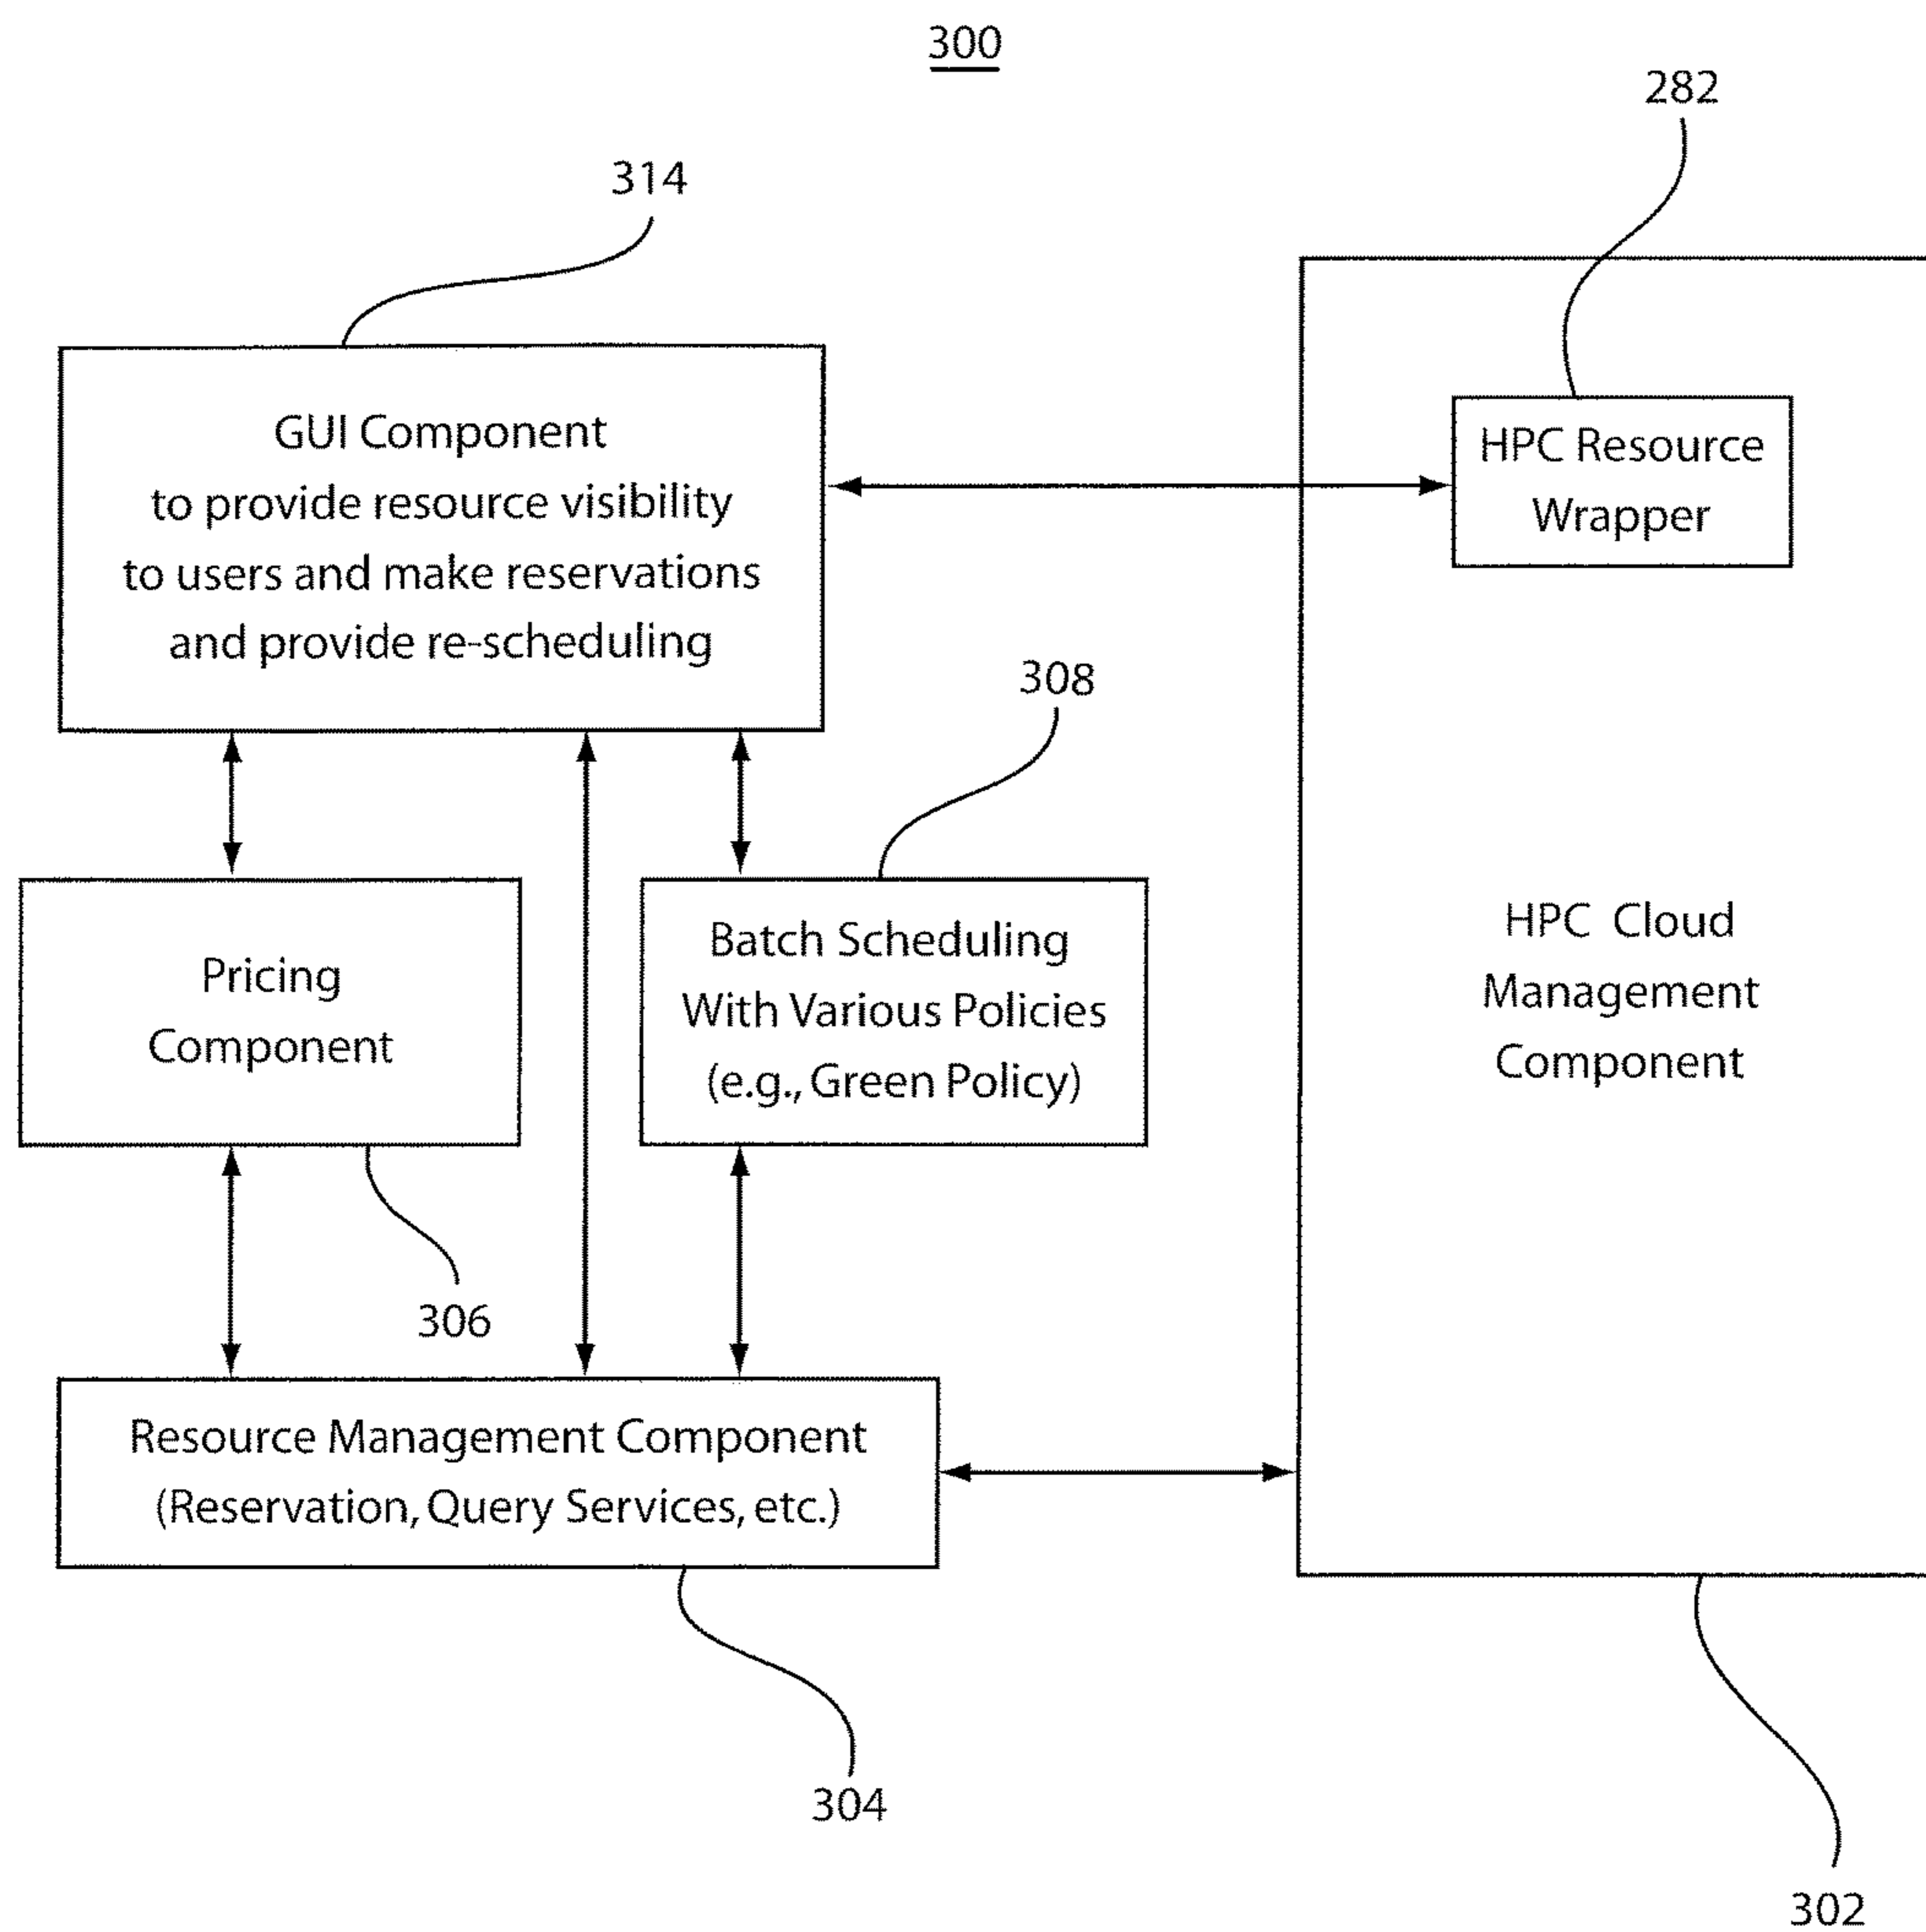 300
282
314
GUI Component
to provide resource visibility
to users and make reservations
and provide re-scheduling
HPC Resource
Wrapper
308
Pricing
Component
Batch Scheduling
With Various Policies
(e.g., Green Policy)
HPC Cloud
Management
Component
306
Resource Management Component
(Reservation, Query Services, etc.)
304
302